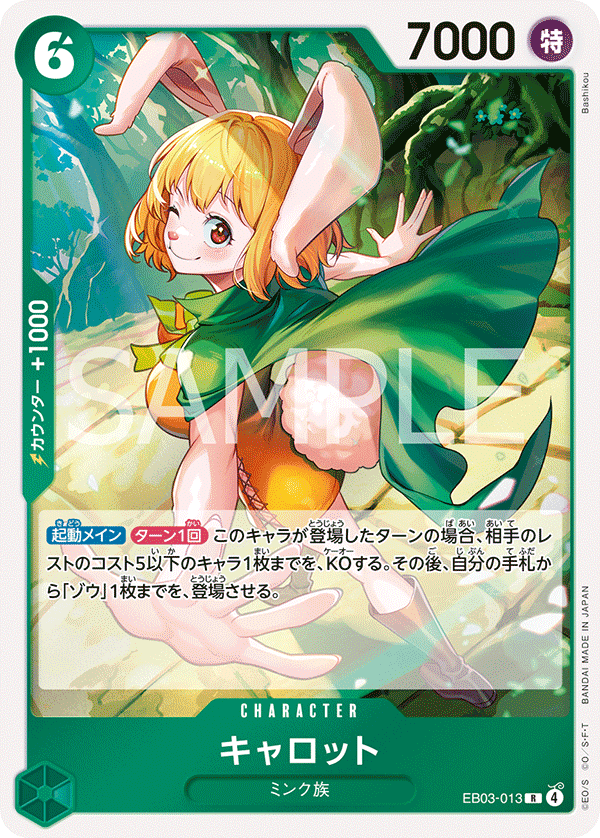 6
7000
特
Bashikou
カウンター +1000
SAMPLE
起動メイン ターン1回 このキャラが登場したターンの場合、相手のレ
ストのコスト5以下のキャラ1枚までを、KOする。その後、自分の手札か
ら「ゾウ」1枚までを、登場させる。
CHARACTER
キャロット
ミンク族
EB03-013 R 4
©EO/S ©O/S・F・T BANDAI MADE IN JAPAN